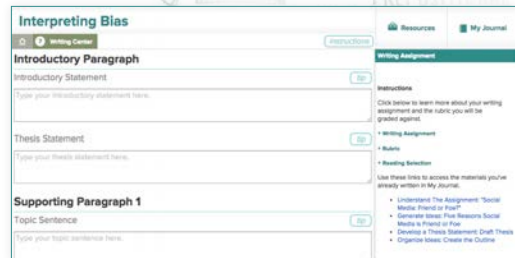 Interpreting Bias
Resources
My Journal
Writing Center
Instructions
Introductory Paragraph
Introductory Statement
tip
Type your introductory statement here.
Thesis Statement
tip
Type your thesis statement here.
Supporting Paragraph 1
Topic Sentence
tip
Type your topic sentence here.
Writing Assignment
Instructions
Click below to learn more about your writing
assignment and the rubric you will be
graded against.
+ Writing Assignment
+ Rubric
+ Reading Selection
Use these links to access the materials you've
already written in My Journal.
Understand The Assignment: "Social
Media: Friend or Foe?"
Generate Ideas: Five Reasons Social
Media is Friend or Foe
Develop a Thesis Statement: Draft Thesis
Organize Ideas: Create the Outline